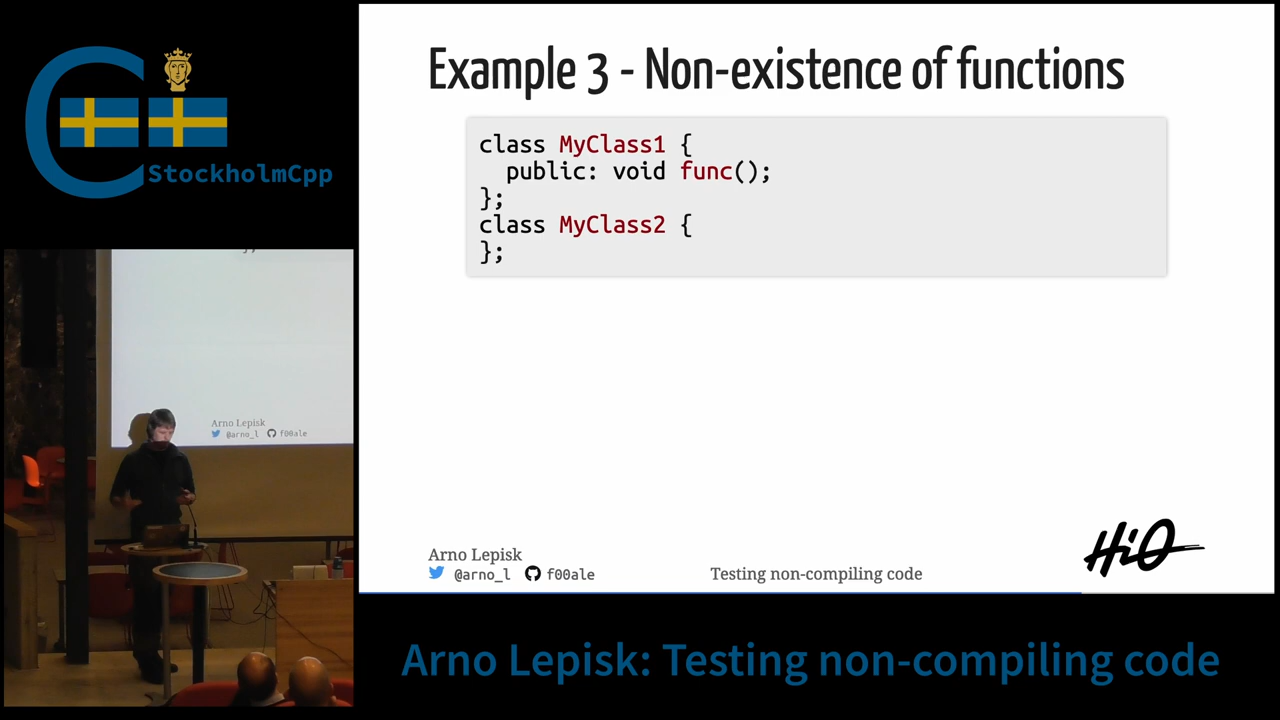 StockholmCpp
Example 3 - Non-existence of functions
class MyClass1 {
  public: void func();
};
class MyClass2 {
};
Arno Lepisk
@arno_l f00ale
Testing non-compiling code
HiQ
Arno Lepisk
@arno_l f00ale
Arno Lepisk: Testing non-compiling code